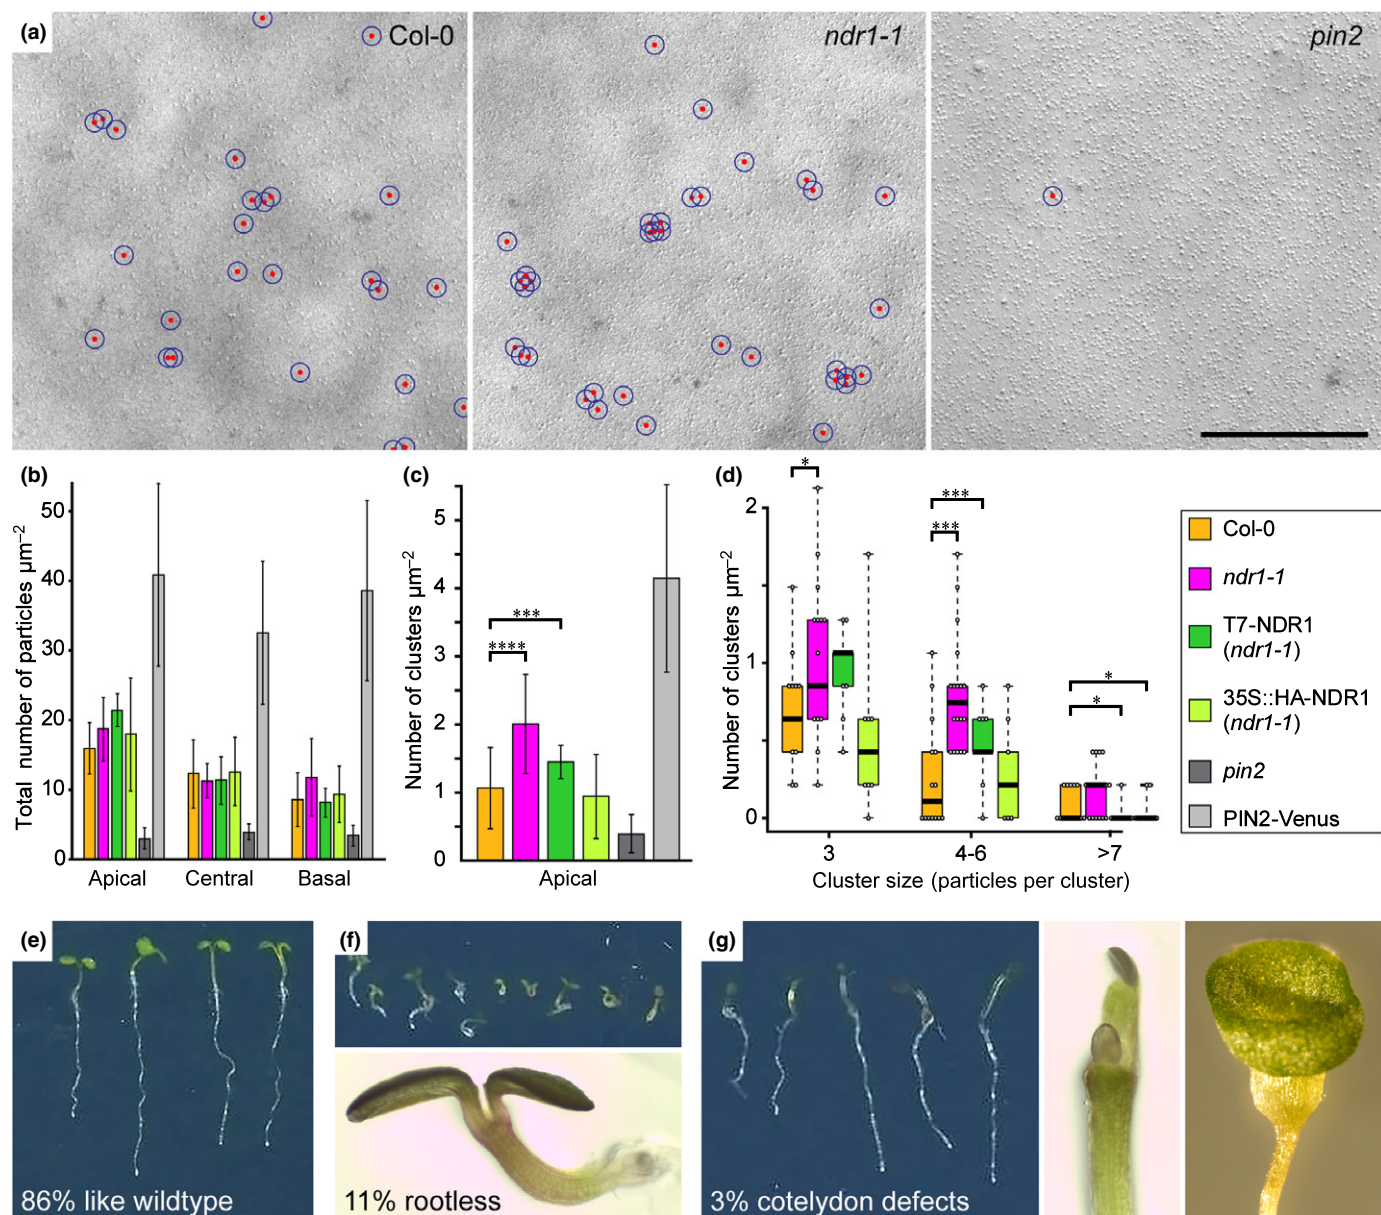 (a)
Col-0
ndr1-1
pin2
(b)
Total number of particles µm⁻²
50
40
30
20
10
0
Apical
Central
Basal
(c)
Number of clusters µm⁻²
5
4
3
2
1
0
***
****
Apical
(d)
Number of clusters µm⁻²
2
1
0
*
***
***
*
*
3
4-6
>7
Cluster size (particles per cluster)
Col-0
ndr1-1
T7-NDR1
(ndr1-1)
35S::HA-NDR1
(ndr1-1)
pin2
PIN2-Venus
(e)
86% like wildtype
(f)
11% rootless
(g)
3% cotelydon defects